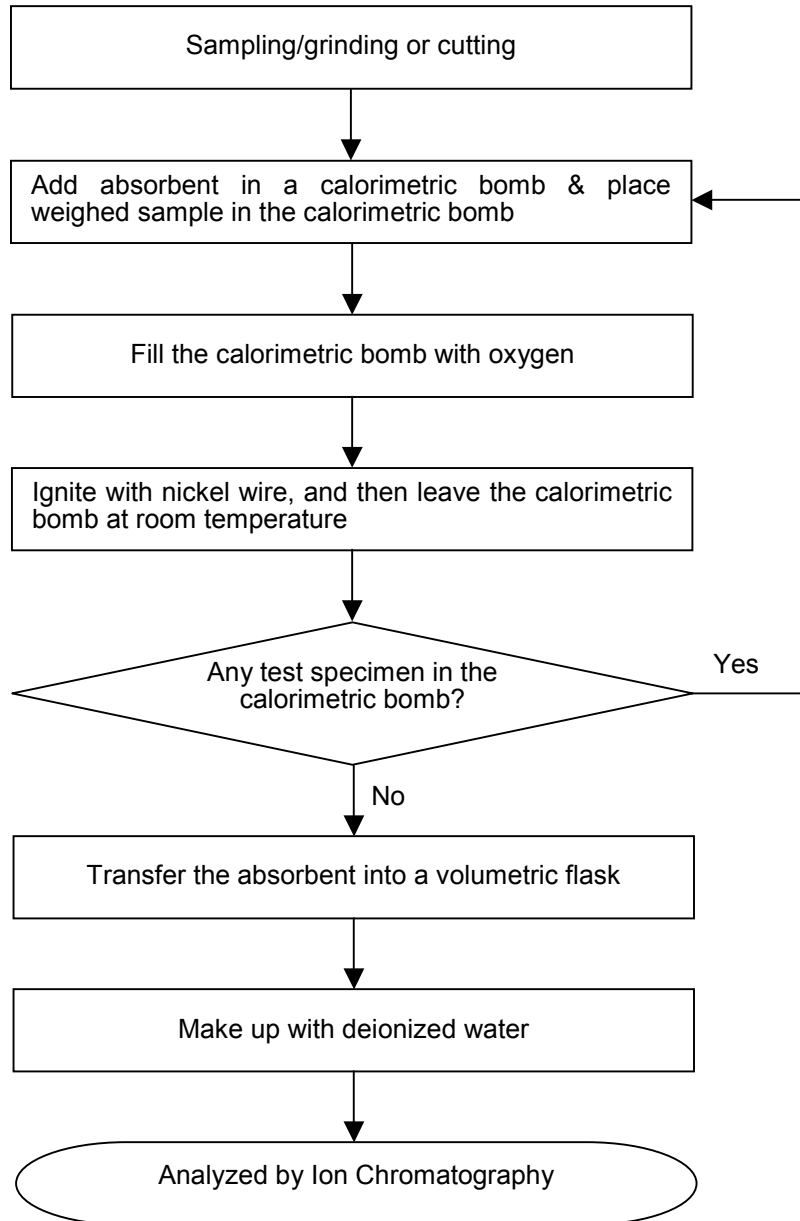 Sampling/grinding or cutting
Add absorbent in a calorimetric bomb & place
weighed sample in the calorimetric bomb
Fill the calorimetric bomb with oxygen
Ignite with nickel wire, and then leave the calorimetric
bomb at room temperature
Any test specimen in the
calorimetric bomb?
Yes
No
Transfer the absorbent into a volumetric flask
Make up with deionized water
Analyzed by Ion Chromatography